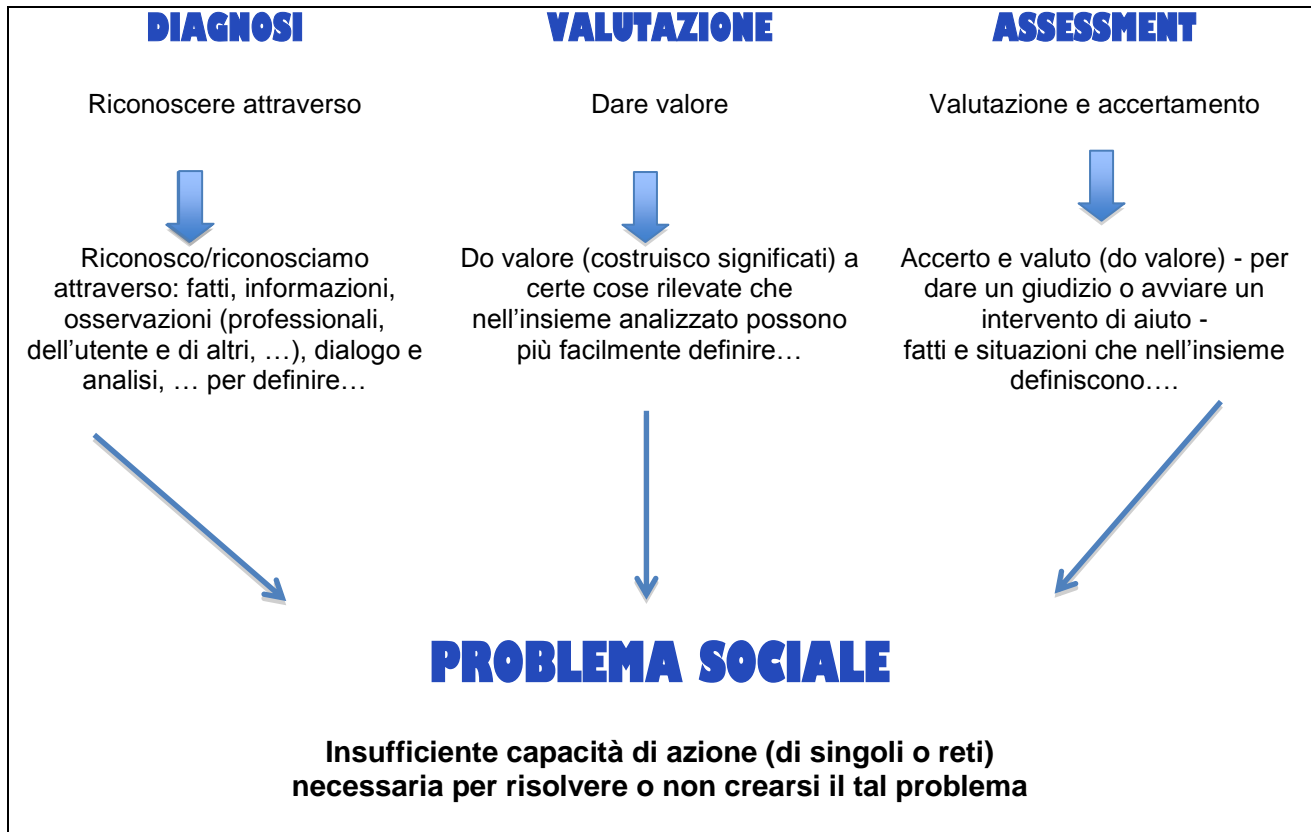 DIAGNOSI
Riconoscere attraverso
Riconosco/riconosciamo
attraverso: fatti, informazioni,
osservazioni (professionali,
dell'utente e di altri, …), dialogo e
analisi, … per definire…
VALUTAZIONE
Dare valore
Do valore (costruisco significati) a
certe cose rilevate che
nell'insieme analizzato possono
più facilmente definire…
ASSESSMENT
Valutazione e accertamento
Accerto e valuto (do valore) - per
dare un giudizio o avviare un
intervento di aiuto -
fatti e situazioni che nell'insieme
definiscono….
PROBLEMA SOCIALE
Insufficiente capacità di azione (di singoli o reti)
necessaria per risolvere o non crearsi il tal problema